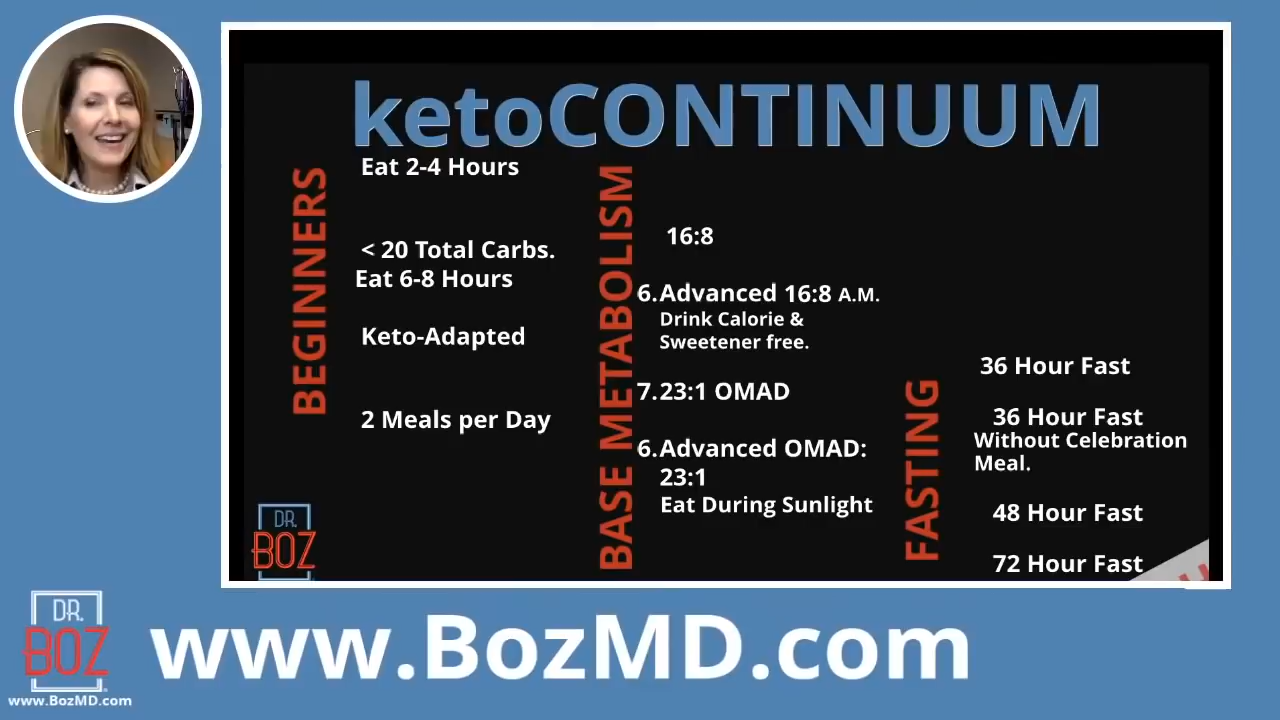 ketoCONTINUUM
BEGINNERS
Eat 2-4 Hours
< 20 Total Carbs.
Eat 6-8 Hours
Keto-Adapted
2 Meals per Day
BASE METABOLISM
16:8
6. Advanced 16:8 A.M.
Drink Calorie &
Sweetener free.
7. 23:1 OMAD
6. Advanced OMAD:
23:1
Eat During Sunlight
FASTING
36 Hour Fast
36 Hour Fast
Without Celebration
Meal.
48 Hour Fast
72 Hour Fast
DR.
BOZ
DR.
BOZ
www.BozMD.com
www.BozMD.com